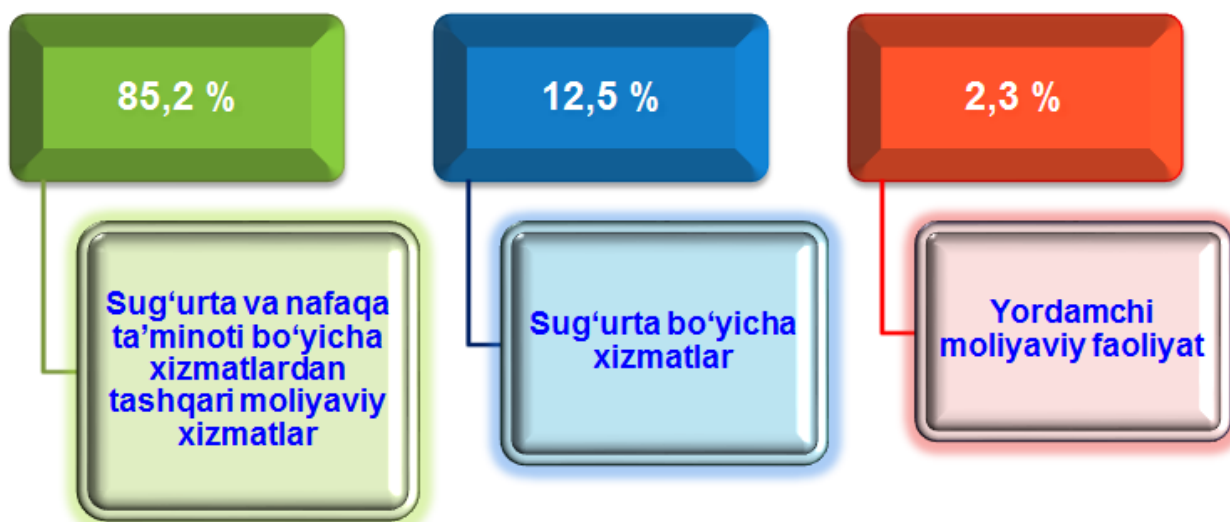 85,2 %
12,5 %
2,3 %
Sug‘urta va nafaqa
ta’minoti bo‘yicha
xizmatlardan
tashqari moliyaviy
xizmatlar
Sug‘urta bo‘yicha
xizmatlar
Yordamchi
moliyaviy faoliyat